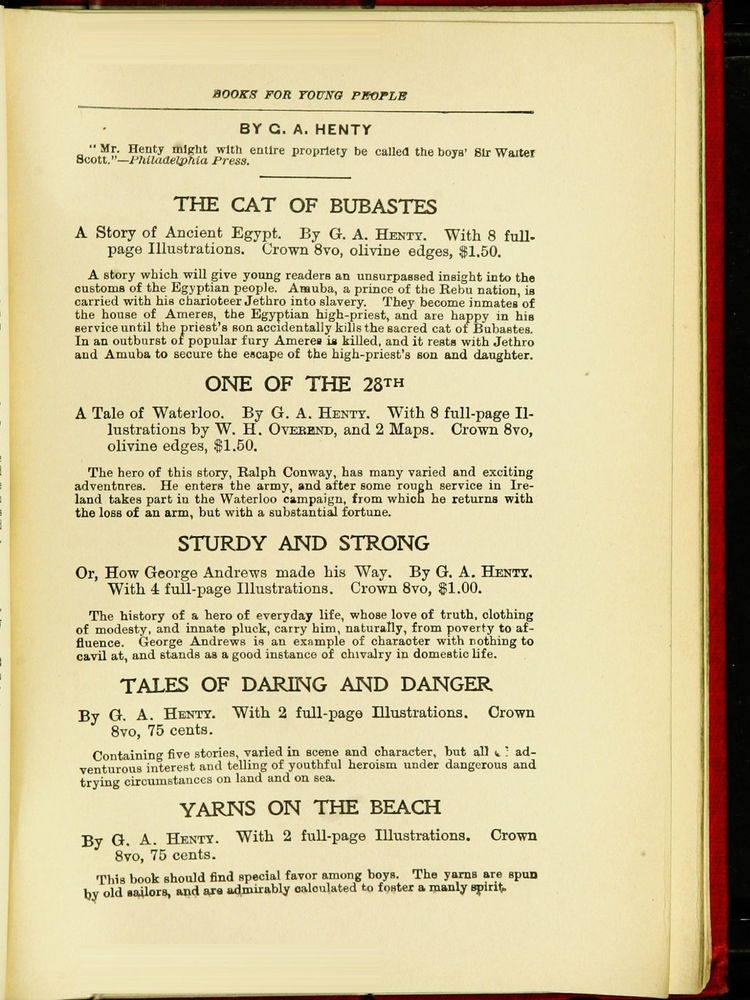 BOOKS FOR YOUNG PEOPLE
BY G. A. HENTY
"Mr. Henty might with entire propriety be called the boys' Sir Walter
Scott."—Philadelphia Press.
THE CAT OF BUBASTES
A Story of Ancient Egypt. By G. A. HENTY. With 8 full-
page Illustrations. Crown 8vo, olivine edges, $1.50.
A story which will give young readers an unsurpassed insight into the
customs of the Egyptian people. Amuba, a prince of the Rebu nation, is
carried with his charioteer Jethro into slavery. They become inmates of
the house of Ameres, the Egyptian high-priest, and are happy in his
service until the priest's son accidentally kills the sacred cat of Bubastes.
In an outburst of popular fury Ameres is killed, and it rests with Jethro
and Amuba to secure the escape of the high-priest's son and daughter.
ONE OF THE 28TH
A Tale of Waterloo. By G. A. HENTY. With 8 full-page Il-
lustrations by W. H. OVEREND, and 2 Maps. Crown 8vo,
olivine edges, $1.50.
The hero of this story, Ralph Conway, has many varied and exciting
adventures. He enters the army, and after some rough service in Ire-
land takes part in the Waterloo campaign, from which he returns with
the loss of an arm, but with a substantial fortune.
STURDY AND STRONG
Or, How George Andrews made his Way. By G. A. HENTY.
With 4 full-page Illustrations. Crown 8vo, $1.00.
The history of a hero of everyday life, whose love of truth, clothing
of modesty, and innate pluck, carry him, naturally, from poverty to af-
fluence. George Andrews is an example of character with nothing to
cavil at, and stands as a good instance of chivalry in domestic life.
TALES OF DARING AND DANGER
By G. A. HENTY. With 2 full-page Illustrations. Crown
8vo, 75 cents.
Containing five stories, varied in scene and character, but all ad-
venturous interest and telling of youthful heroism under dangerous and
trying circumstances on land and on sea.
YARNS ON THE BEACH
By G. A. HENTY. With 2 full-page Illustrations. Crown
8vo, 75 cents.
This book should find special favor among boys. The yarns are spun
by old sailors, and are admirably calculated to foster a manly spirit.